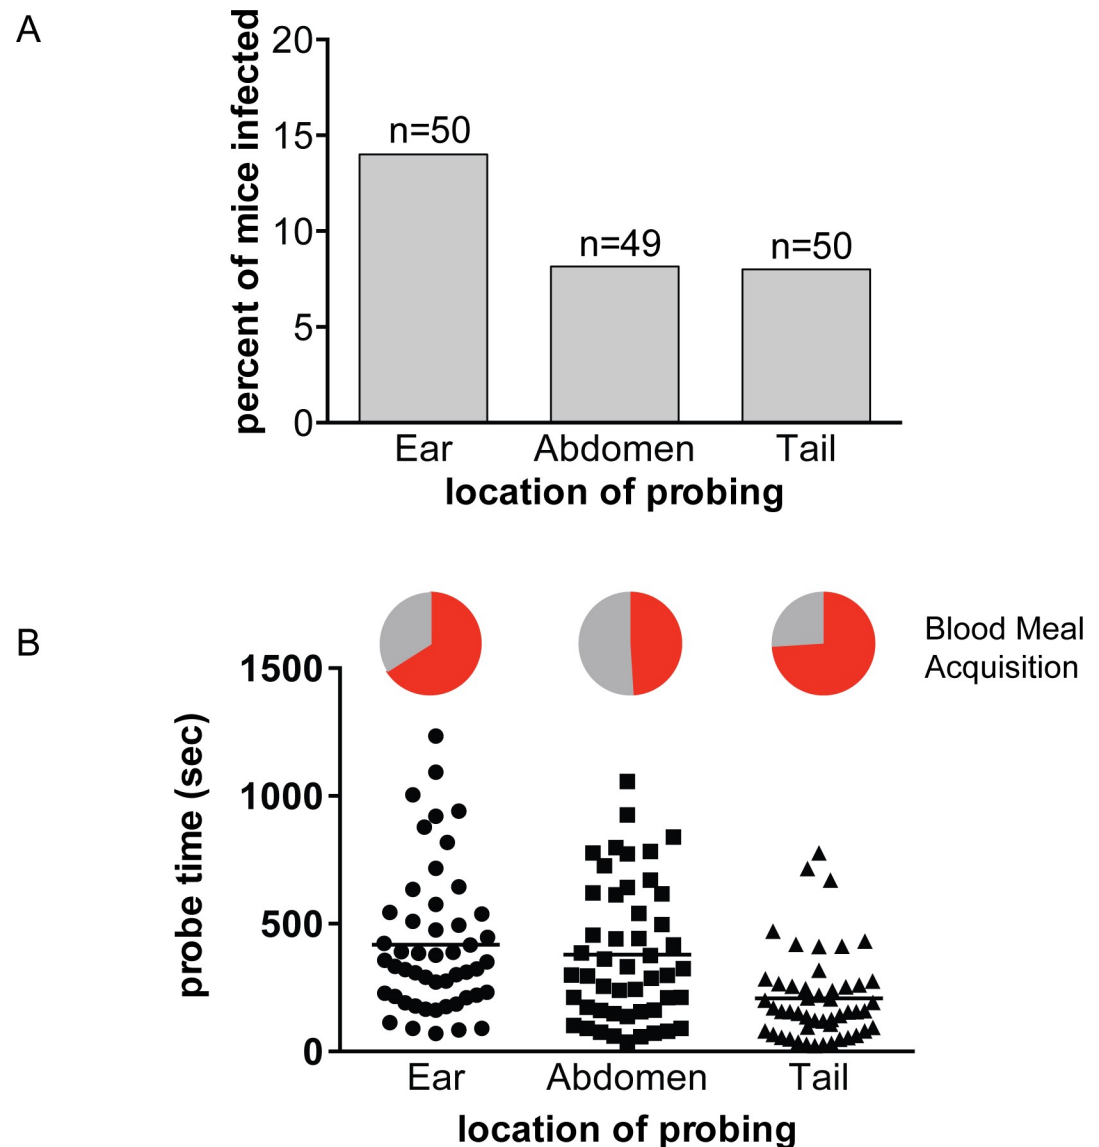 A
percent of mice infected
20
15
10
5
0
n=50
n=49
n=50
Ear Abdomen Tail
location of probing
B
Blood Meal
Acquisition
probe time (sec)
1500
1000
500
0
Ear Abdomen Tail
location of probing